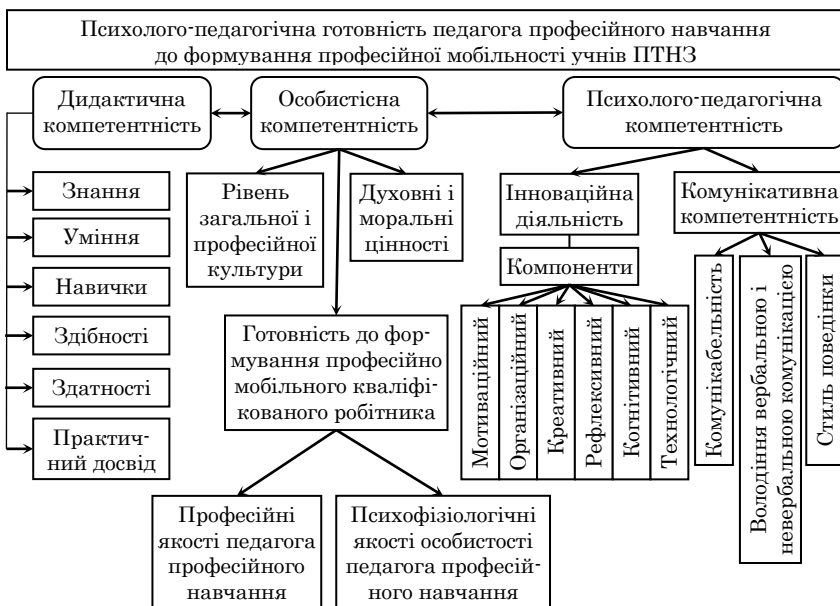 Психолого-педагогічна готовність педагога професійного навчання
до формування професійної мобільності учнів ПТНЗ
Дидактична
компетентність
Особистісна
компетентність
Психолого-педагогічна
компетентність
Знання
Уміння
Навички
Здібності
Здатності
Практич-
ний досвід
Рівень
загальної і
професійної
культури
Духовні і
моральні
цінності
Готовність до фор-
мування професійно
мобільного кваліфі-
кованого робітника
Професійні
якості педагога
професійного
навчання
Психофізіологічні
якості особистості
педагога професій-
ного навчання
Інноваційна
діяльність
Компоненти
Мотиваційний
Організаційний
Креативний
Рефлексивний
Когнітивний
Технологічний
Комунікативна
компетентність
Комунікабельність
Володіння вербальною і
невербальною комунікацією
Стиль поведінки